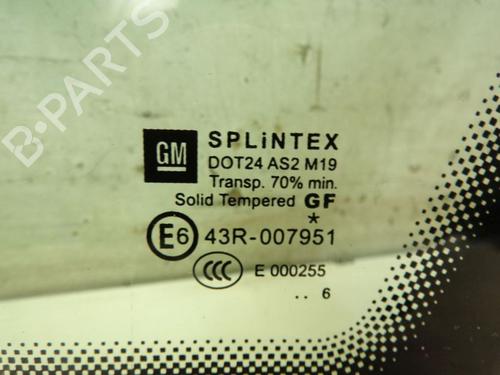 GM
SPLiNTEX
DOT24 AS2 M19
Transp. 70% min.
Solid Tempered GF
*
E6 43R-007951
CCC E 000255
.. 6
B-PARTS